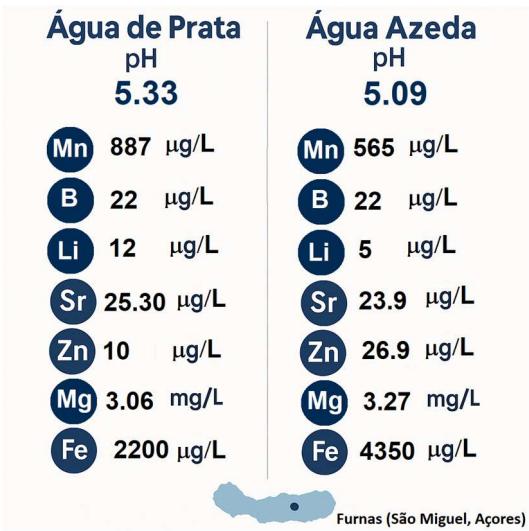 Água de Prata
pH
5.33
Mn 887 µg/L
B 22 µg/L
Li 12 µg/L
Sr 25.30 µg/L
Zn 10 µg/L
Mg 3.06 mg/L
Fe 2200 µg/L
Água Azeda
pH
5.09
Mn 565 µg/L
B 22 µg/L
Li 5 µg/L
Sr 23.9 µg/L
Zn 26.9 µg/L
Mg 3.27 mg/L
Fe 4350 µg/L
Furnas (São Miguel, Açores)